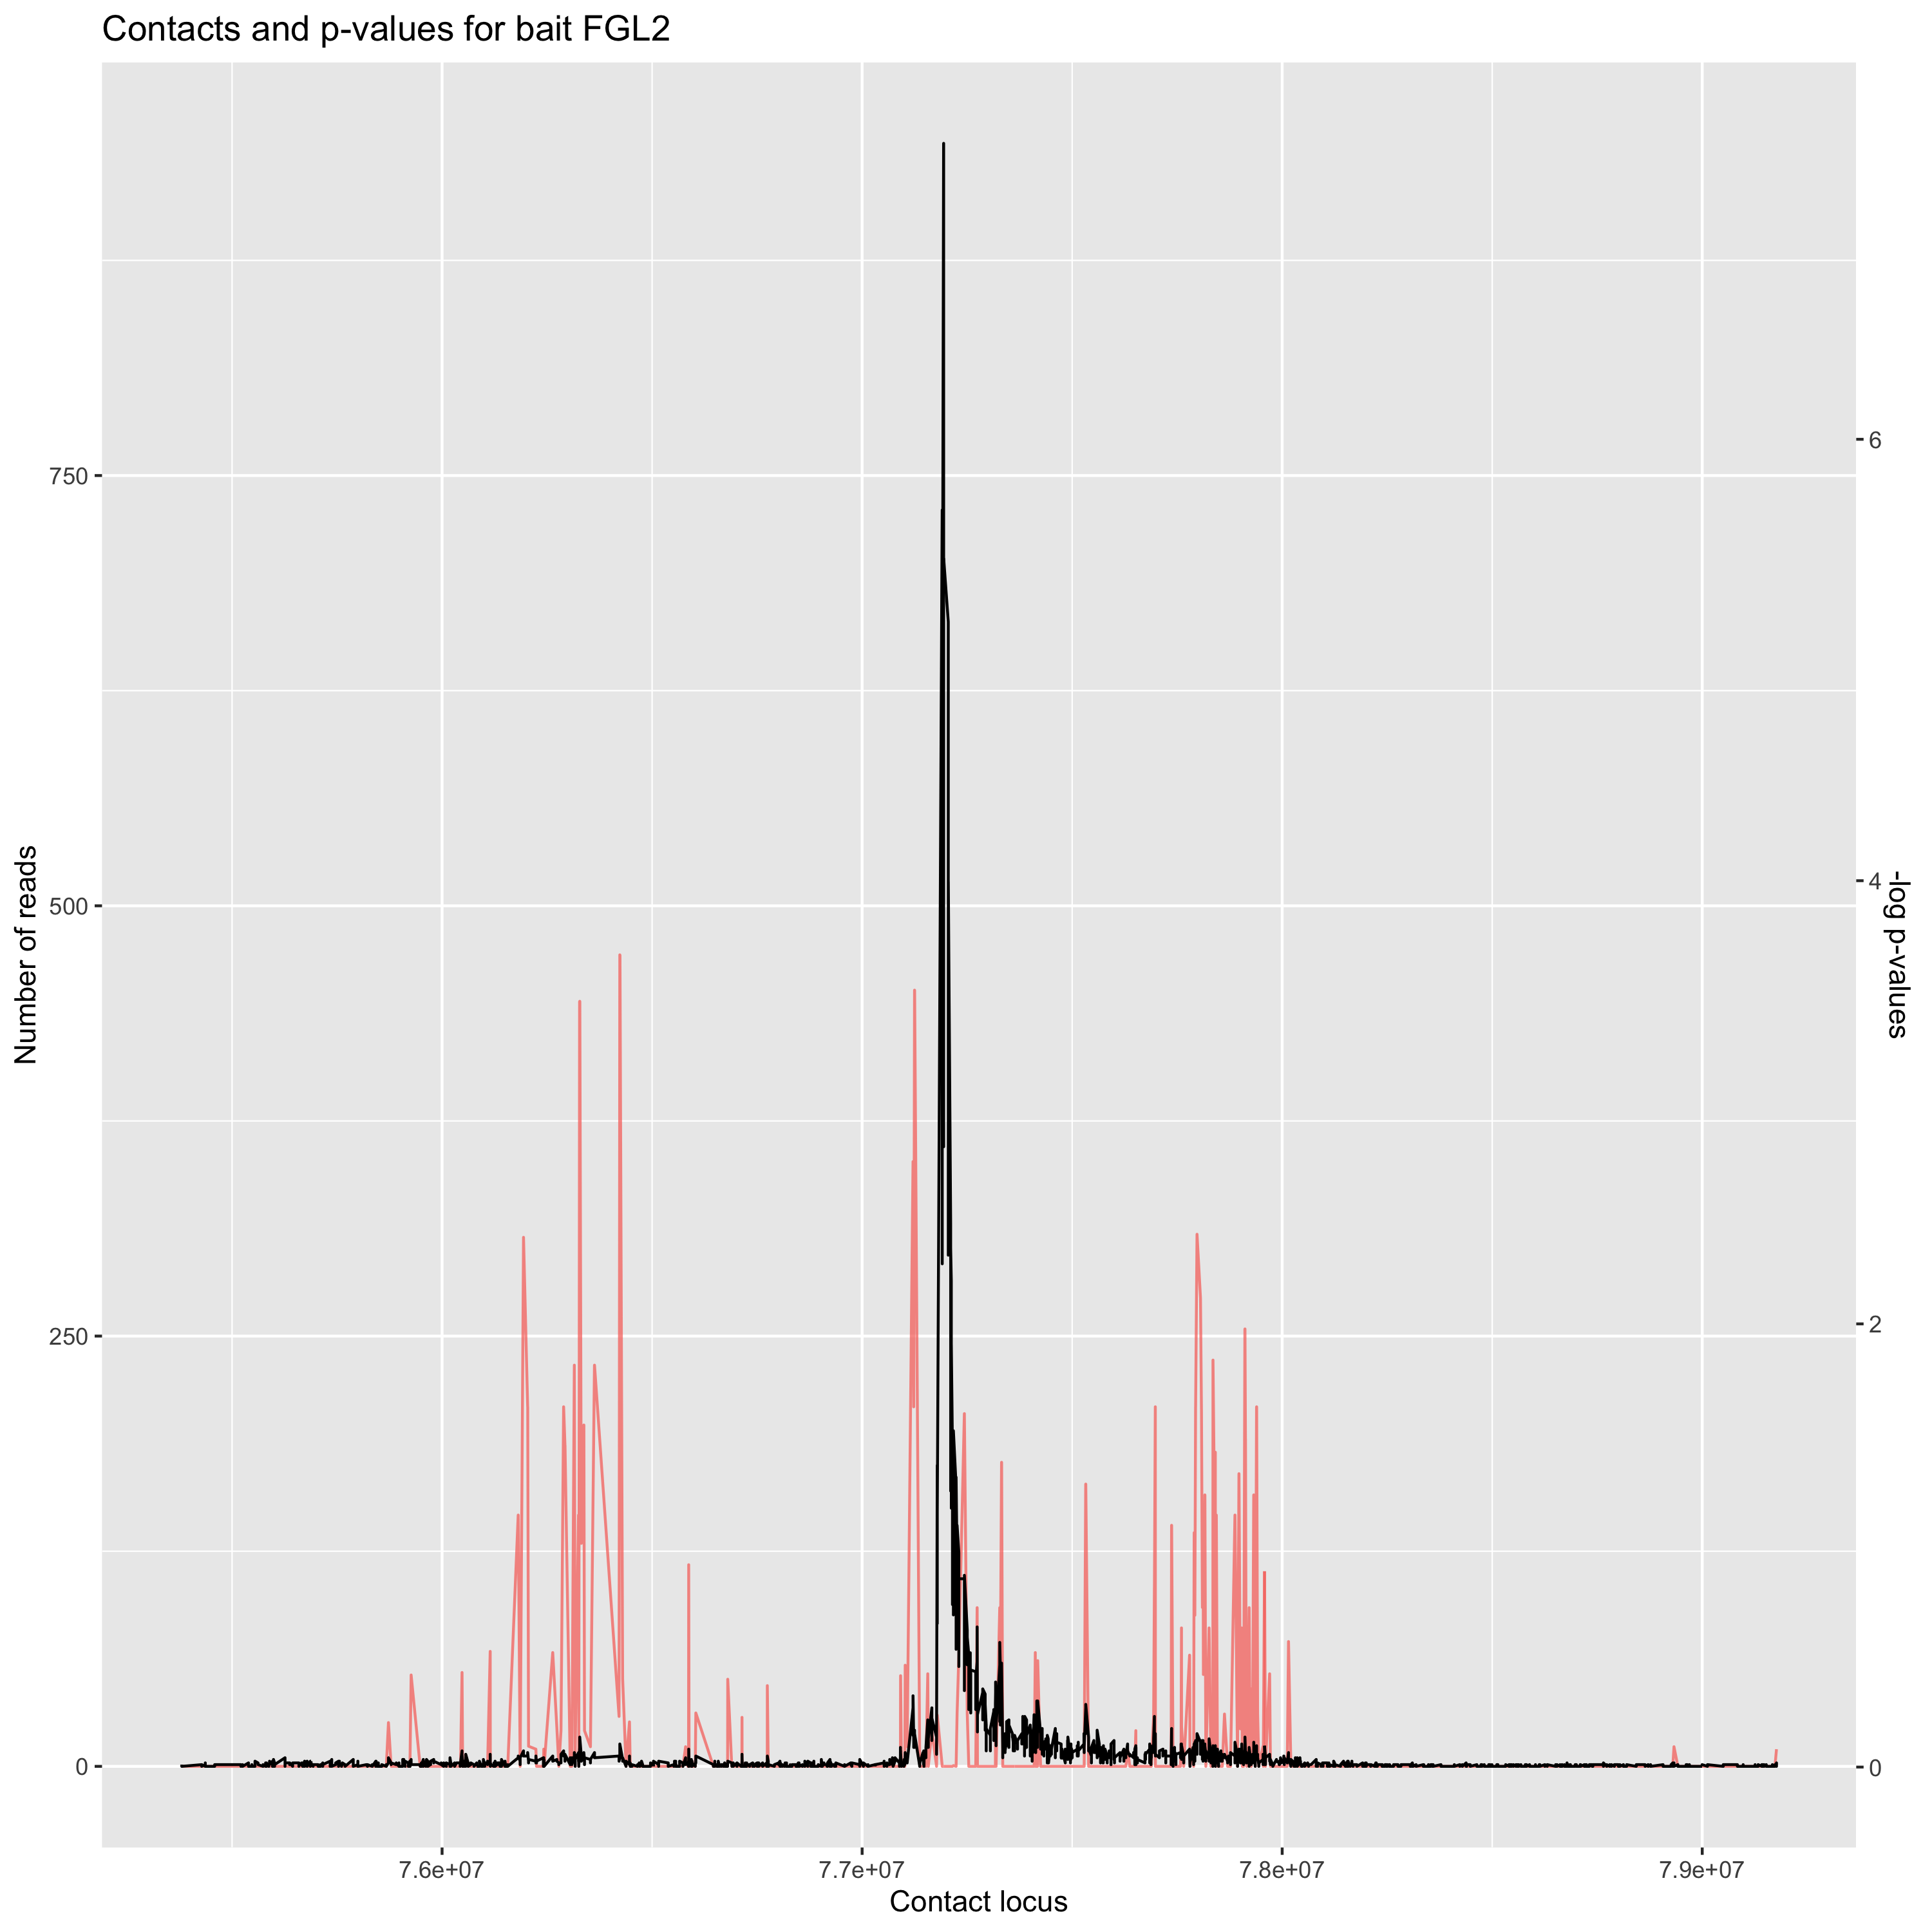 Contacts and p-values for bait FGL2
Number of reads
750
500
250
0
6
4
2
0
-log p-values
7.6e+07
7.7e+07
7.8e+07
7.9e+07
Contact locus